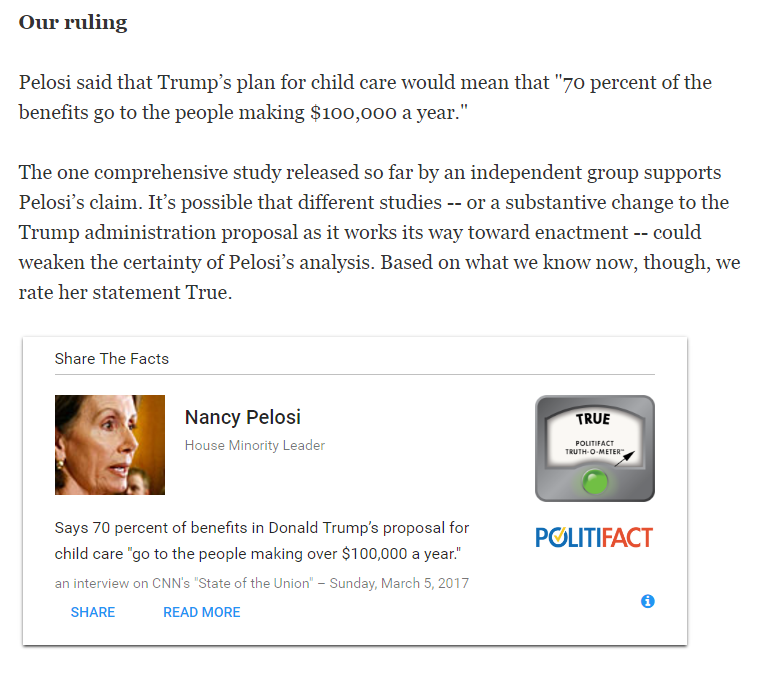 Our ruling
Pelosi said that Trump’s plan for child care would mean that "70 percent of the
benefits go to the people making $100,000 a year."
The one comprehensive study released so far by an independent group supports
Pelosi’s claim. It’s possible that different studies -- or a substantive change to the
Trump administration proposal as it works its way toward enactment -- could
weaken the certainty of Pelosi’s analysis. Based on what we know now, though, we
rate her statement True.
Share The Facts
Nancy Pelosi
House Minority Leader
TRUE
POLITIFACT
TRUTH-O-METER™
Says 70 percent of benefits in Donald Trump’s proposal for
child care "go to the people making over $100,000 a year."
POLITIFACT
an interview on CNN's "State of the Union" – Sunday, March 5, 2017
SHARE READ MORE